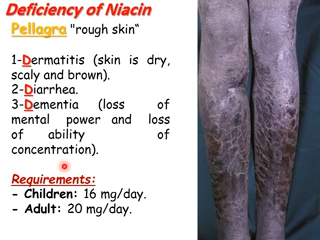 Deficiency of Niacin
Pellagra "rough skin“
1-Dermatitis (skin is dry,
scaly and brown).
2-Diarrhea.
3-Dementia (loss of
mental power and loss
of ability of
concentration).
Requirements:
- Children: 16 mg/day.
- Adult: 20 mg/day.